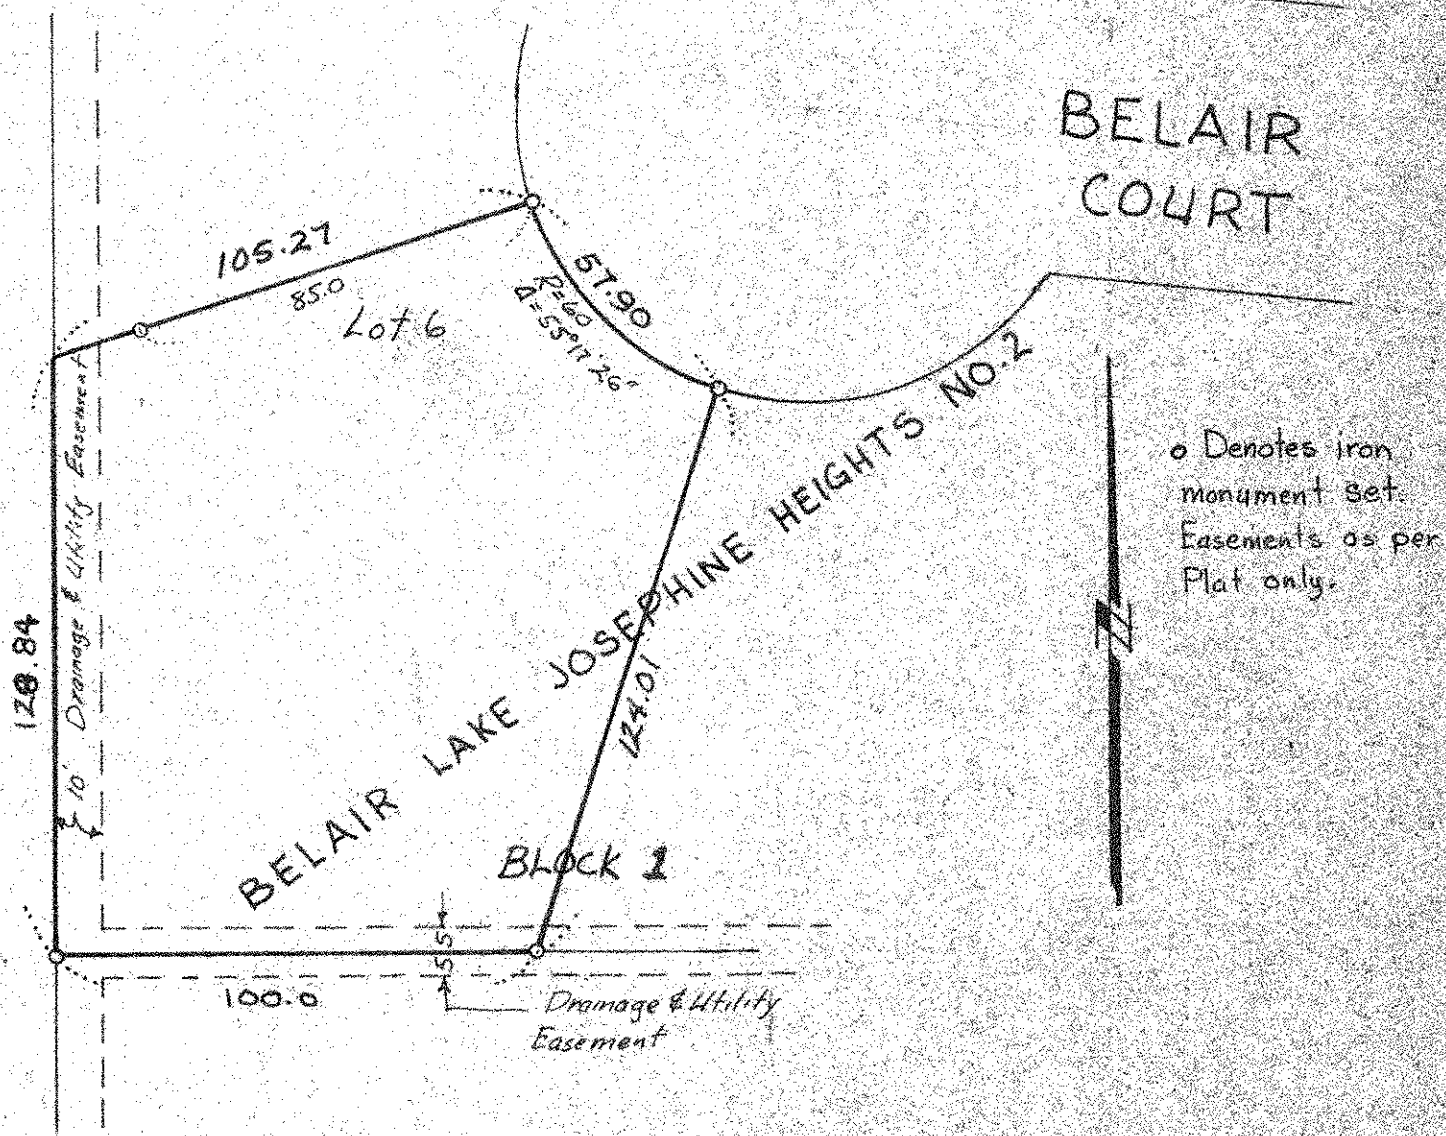 BELAIR
COURT
105.27
85.0
Lot 6
57.90
R=60
Δ=55°17'26"
BELAIR LAKE JOSEPHINE HEIGHTS NO.2
o Denotes iron
monument set.
Easements as per
Plat only.
N
128.84
10' Drainage & Utility Easement
124.01
BLOCK 1
5
5
100.0
Drainage & Utility
Easement